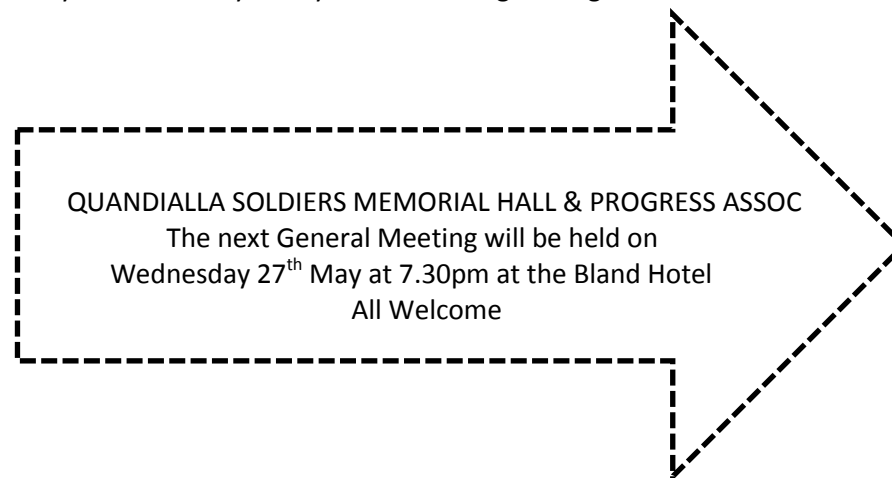 QUANDIALLA SOLDIERS MEMORIAL HALL & PROGRESS ASSOC
The next General Meeting will be held on
Wednesday 27th May at 7.30pm at the Bland Hotel
All Welcome